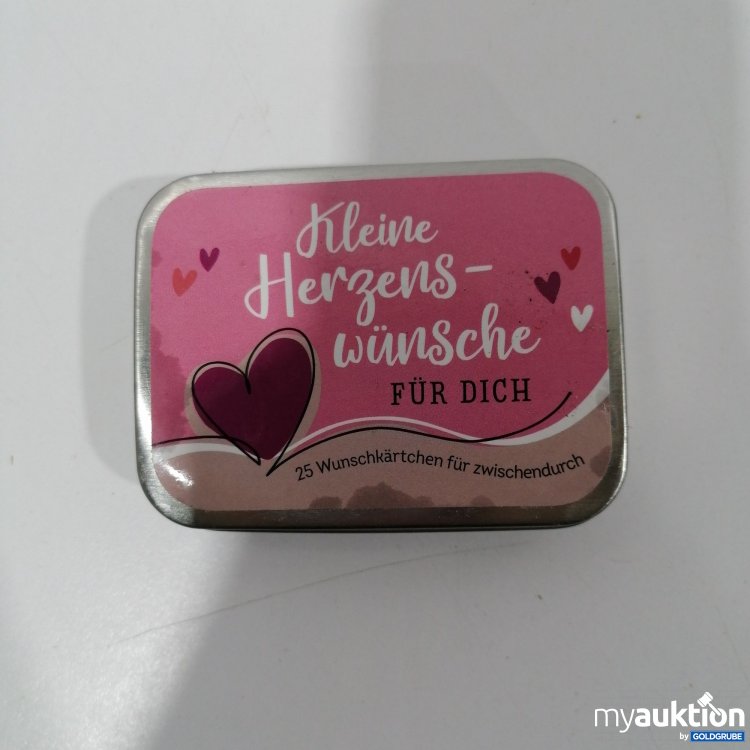 Kleine
Herzens-
wünsche
FÜR DICH
25 Wunschkärtchen für zwischendurch
myauktion
by GOLDGRUBE